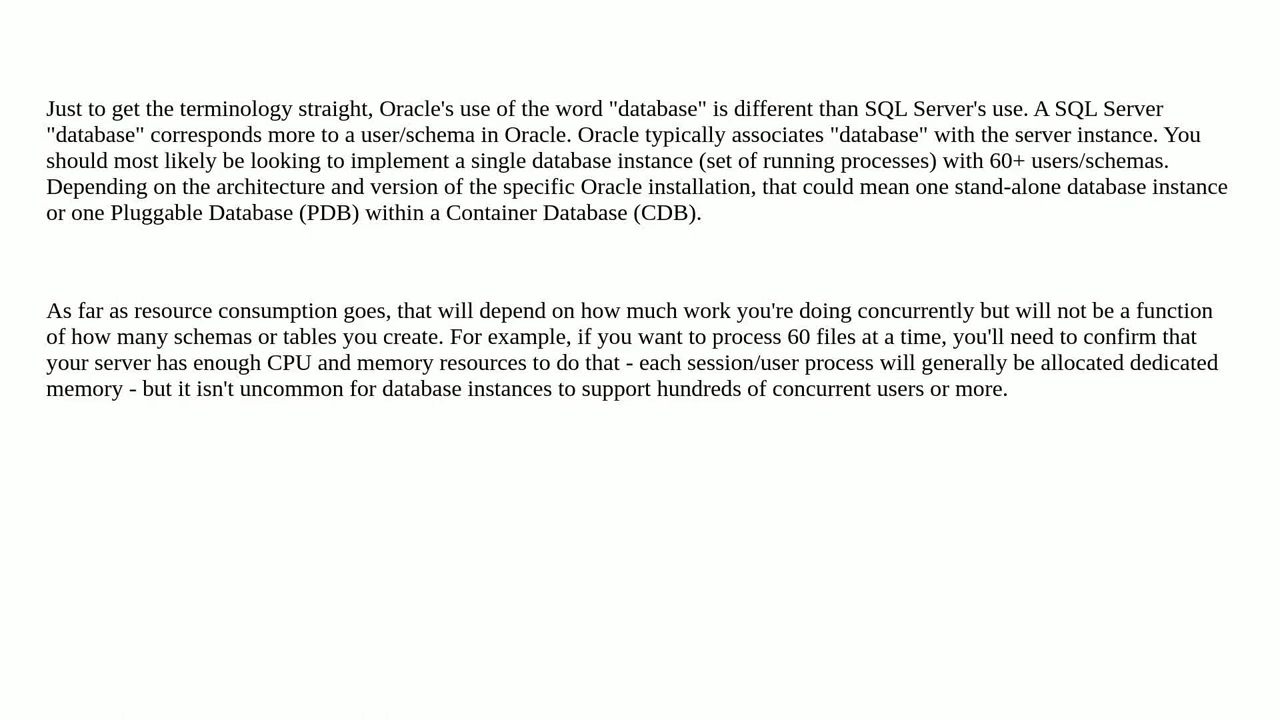 Just to get the terminology straight, Oracle's use of the word "database" is different than SQL Server's use. A SQL Server
"database" corresponds more to a user/schema in Oracle. Oracle typically associates "database" with the server instance. You
should most likely be looking to implement a single database instance (set of running processes) with 60+ users/schemas.
Depending on the architecture and version of the specific Oracle installation, that could mean one stand-alone database instance
or one Pluggable Database (PDB) within a Container Database (CDB).
As far as resource consumption goes, that will depend on how much work you're doing concurrently but will not be a function
of how many schemas or tables you create. For example, if you want to process 60 files at a time, you'll need to confirm that
your server has enough CPU and memory resources to do that - each session/user process will generally be allocated dedicated
memory - but it isn't uncommon for database instances to support hundreds of concurrent users or more.